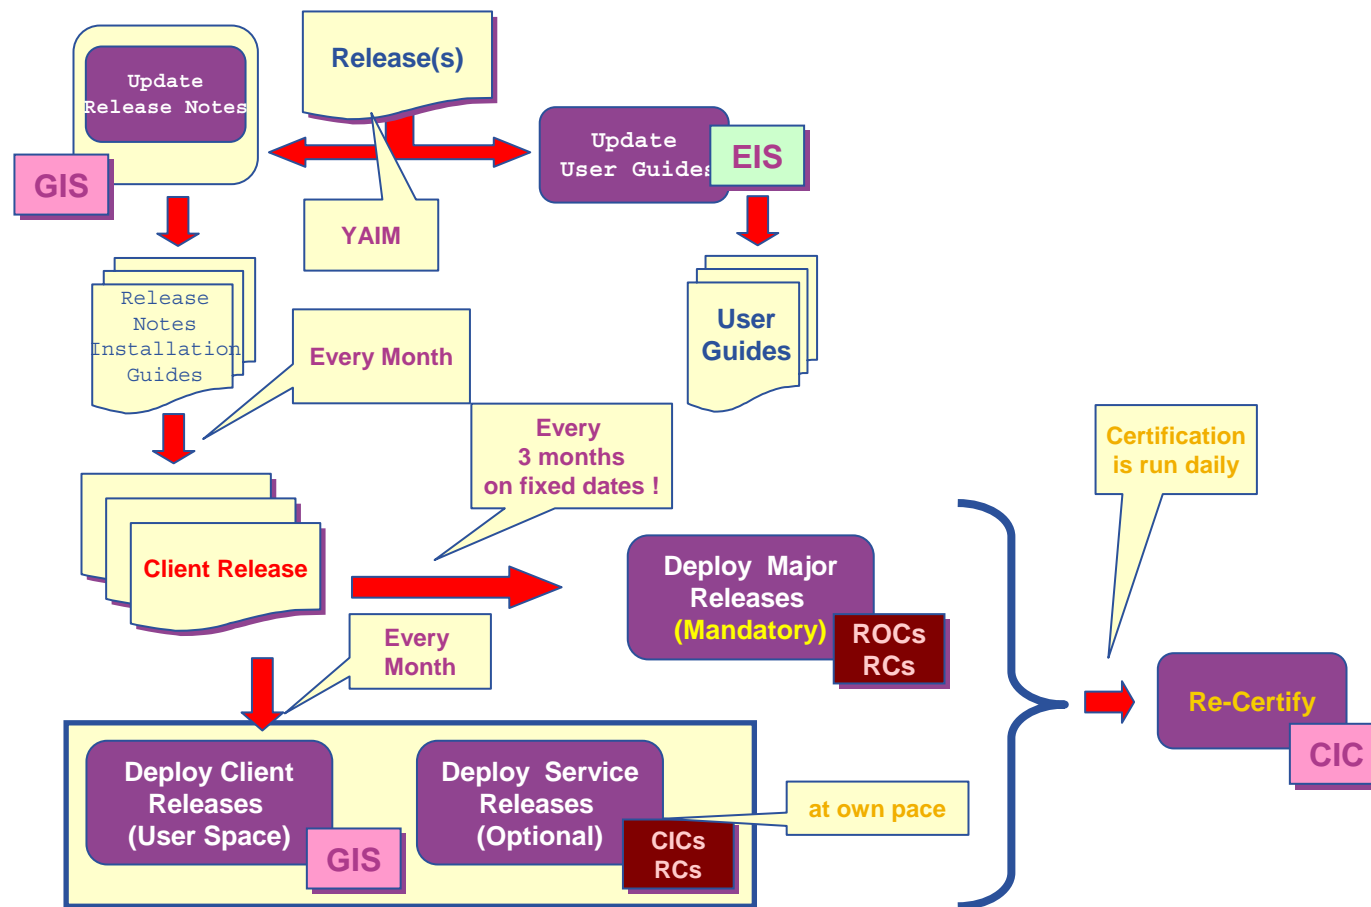 Release(s)
Update
Release Notes
GIS
Update
User Guides
EIS
YAIM
Release
Notes
Installation
Guides
User
Guides
Every Month
Every
3 months
on fixed dates !
Certification
is run daily
Client Release
Deploy Major
Releases
(Mandatory)
ROCs
RCs
Every
Month
Re-Certify
CIC
Deploy Client
Releases
(User Space)
GIS
Deploy Service
Releases
(Optional)
CICs
RCs
at own pace